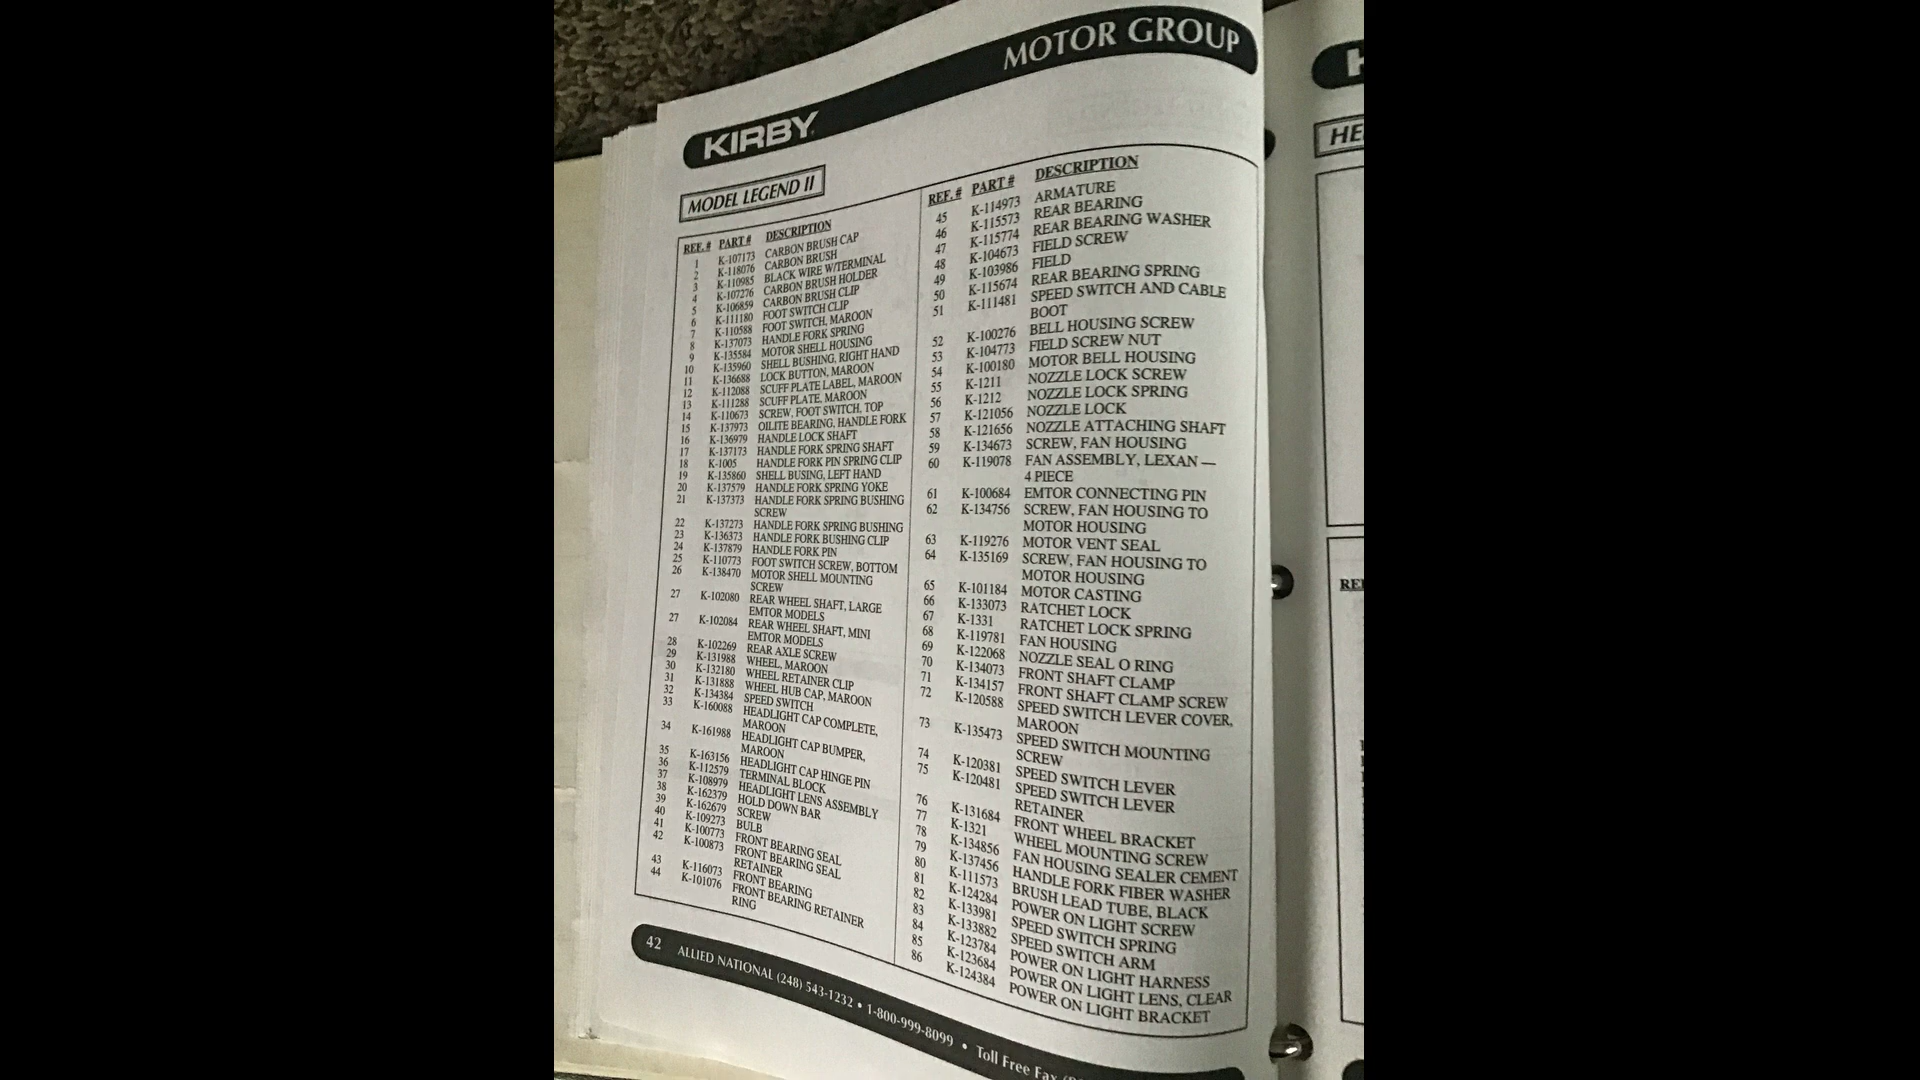 MOTOR GROUP
KIRBY
MODEL LEGEND II
REF. # PART # DESCRIPTION
1 K-107173 CARBON BRUSH CAP
2 K-118076 CARBON BRUSH
3 K-110985 BLACK WIRE W/TERMINAL
4 K-107276 CARBON BRUSH HOLDER
5 K-106859 CARBON BRUSH CLIP
6 K-111180 FOOT SWITCH CLIP
7 K-110588 FOOT SWITCH, MAROON
8 K-137073 HANDLE FORK SPRING
9 K-135584 MOTOR SHELL HOUSING
10 K-135960 SHELL BUSHING, RIGHT HAND
11 K-136688 LOCK BUTTON, MAROON
12 K-112088 SCUFF PLATE LABEL, MAROON
13 K-111288 SCUFF PLATE, MAROON
14 K-110673 SCREW, FOOT SWITCH, TOP
15 K-137973 OILITE BEARING, HANDLE FORK
16 K-136979 HANDLE LOCK SHAFT
17 K-137173 HANDLE FORK SPRING SHAFT
18 K-1005 HANDLE FORK PIN SPRING CLIP
19 K-135860 SHELL BUSING, LEFT HAND
20 K-137579 HANDLE FORK SPRING YOKE
21 K-137373 HANDLE FORK SPRING BUSHING
SCREW
22 K-137273 HANDLE FORK SPRING BUSHING
23 K-136373 HANDLE FORK BUSHING CLIP
24 K-137879 HANDLE FORK PIN
25 K-110773 FOOT SWITCH SCREW, BOTTOM
26 K-138470 MOTOR SHELL MOUNTING
SCREW
27 K-102080 REAR WHEEL SHAFT, LARGE
EMTOR MODELS
27 K-102084 REAR WHEEL SHAFT, MINI
EMTOR MODELS
28 K-102269 REAR AXLE SCREW
29 K-131988 WHEEL, MAROON
30 K-132180 WHEEL RETAINER CLIP
31 K-131888 WHEEL HUB CAP, MAROON
32 K-134384 SPEED SWITCH
33 K-160088 HEADLIGHT CAP COMPLETE,
MAROON
34 K-161988 HEADLIGHT CAP BUMPER,
MAROON
35 K-163156 HEADLIGHT CAP HINGE PIN
36 K-112579 TERMINAL BLOCK
37 K-108979 HEADLIGHT LENS ASSEMBLY
38 K-162379 HOLD DOWN BAR
39 K-162679 SCREW
40 K-109273 BULB
41 K-100773 FRONT BEARING SEAL
42 K-100873 FRONT BEARING SEAL
RETAINER
43 K-116073 FRONT BEARING
44 K-101076 FRONT BEARING RETAINER
RING
REF. # PART # DESCRIPTION
45 K-114973 ARMATURE
46 K-115573 REAR BEARING
47 K-115774 REAR BEARING WASHER
48 K-104673 FIELD SCREW
49 K-103986 FIELD
50 K-115674 REAR BEARING SPRING
51 K-111481 SPEED SWITCH AND CABLE
BOOT
52 K-100276 BELL HOUSING SCREW
53 K-104773 FIELD SCREW NUT
54 K-100180 MOTOR BELL HOUSING
55 K-1211 NOZZLE LOCK SCREW
56 K-1212 NOZZLE LOCK SPRING
57 K-121056 NOZZLE LOCK
58 K-121656 NOZZLE ATTACHING SHAFT
59 K-134673 SCREW, FAN HOUSING
60 K-119078 FAN ASSEMBLY, LEXAN —
4 PIECE
61 K-100684 EMTOR CONNECTING PIN
62 K-134756 SCREW, FAN HOUSING TO
MOTOR HOUSING
63 K-119276 MOTOR VENT SEAL
64 K-135169 SCREW, FAN HOUSING TO
MOTOR HOUSING
65 K-101184 MOTOR CASTING
66 K-133073 RATCHET LOCK
67 K-1331 RATCHET LOCK SPRING
68 K-119781 FAN HOUSING
69 K-122068 NOZZLE SEAL O RING
70 K-134073 FRONT SHAFT CLAMP
71 K-134157 FRONT SHAFT CLAMP SCREW
72 K-120588 SPEED SWITCH LEVER COVER,
MAROON
73 K-135473 SPEED SWITCH MOUNTING
SCREW
74 K-120381 SPEED SWITCH LEVER
75 K-120481 SPEED SWITCH LEVER
RETAINER
76 K-131684 FRONT WHEEL BRACKET
77 K-1321 WHEEL MOUNTING SCREW
78 K-134856 FAN HOUSING SEALER CEMENT
79 K-137456 HANDLE FORK FIBER WASHER
80 K-111573 BRUSH LEAD TUBE, BLACK
81 K-124284 POWER ON LIGHT SCREW
82 K-133981 SPEED SWITCH SPRING
83 K-133882 SPEED SWITCH ARM
84 K-123784 POWER ON LIGHT HARNESS
85 K-123684 POWER ON LIGHT LENS, CLEAR
86 K-124384 POWER ON LIGHT BRACKET
42 ALLIED NATIONAL (248) 543-1232 • 1-800-999-8099 • Toll Free Fax
HE